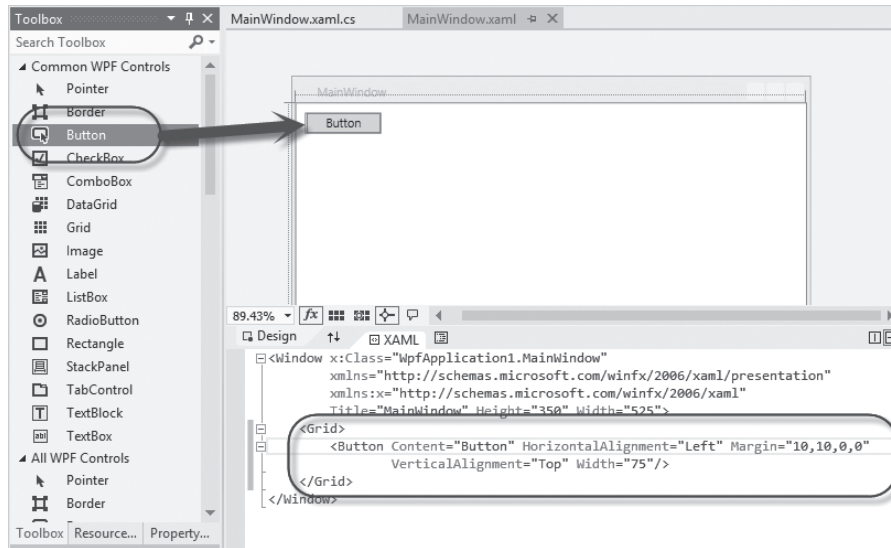 Toolbox
Search Toolbox
Common WPF Controls
Pointer
Border
Button
CheckBox
ComboBox
DataGrid
Grid
Image
Label
ListBox
RadioButton
Rectangle
StackPanel
TabControl
TextBlock
TextBox
All WPF Controls
Pointer
Border
Toolbox Resource... Property...
MainWindow.xaml.cs MainWindow.xaml
MainWindow
Button
89.43% fx
Design XAML
<Window x:Class="WpfApplication1.MainWindow"
xmlns="http://schemas.microsoft.com/winfx/2006/xaml/presentation"
xmlns:x="http://schemas.microsoft.com/winfx/2006/xaml"
Title="MainWindow" Height="350" Width="525">
<Grid>
<Button Content="Button" HorizontalAlignment="Left" Margin="10,10,0,0"
VerticalAlignment="Top" Width="75"/>
</Grid>
</Window>